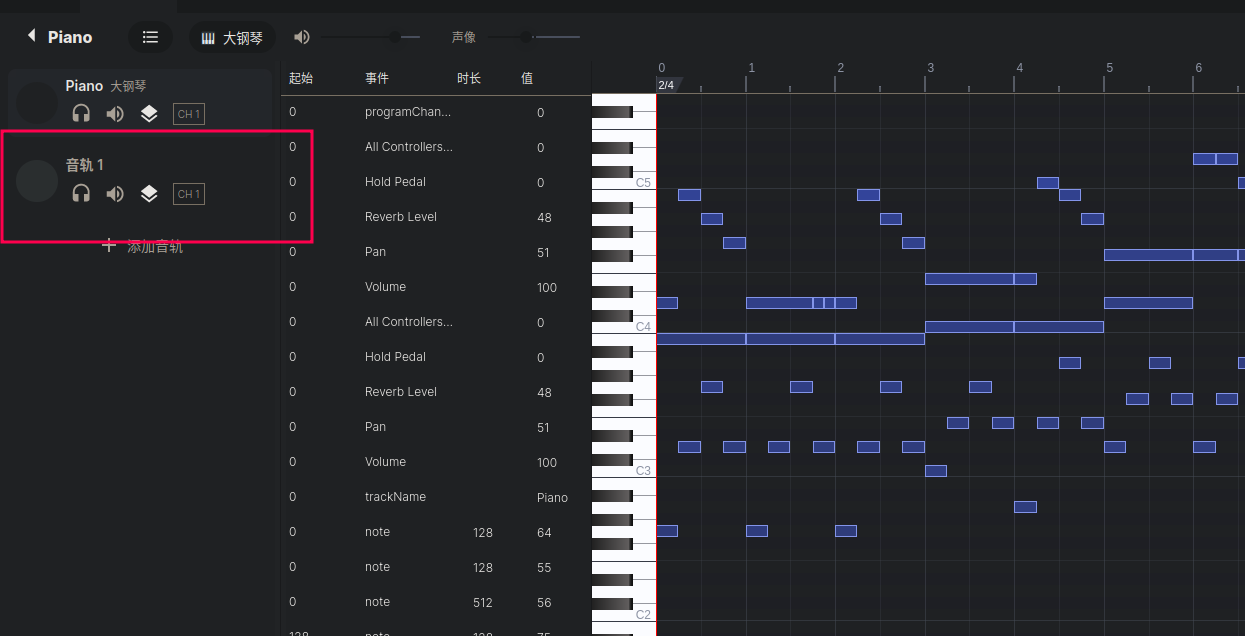 Piano
大钢琴
声像
Piano 大钢琴
CH 1
音轨 1
CH 1
添加音轨
起始 事件 时长 值
0 programChan... 0
0 All Controllers... 0
0 Hold Pedal 0
0 Reverb Level 48
0 Pan 51
0 Volume 100
0 All Controllers... 0
0 Hold Pedal 0
0 Reverb Level 48
0 Pan 51
0 Volume 100
0 trackName Piano
0 note 128 64
0 note 128 55
0 note 512 56
128 note 128 75
0 1 2 3 4 5 6
2/4
C5
C4
C3
C2